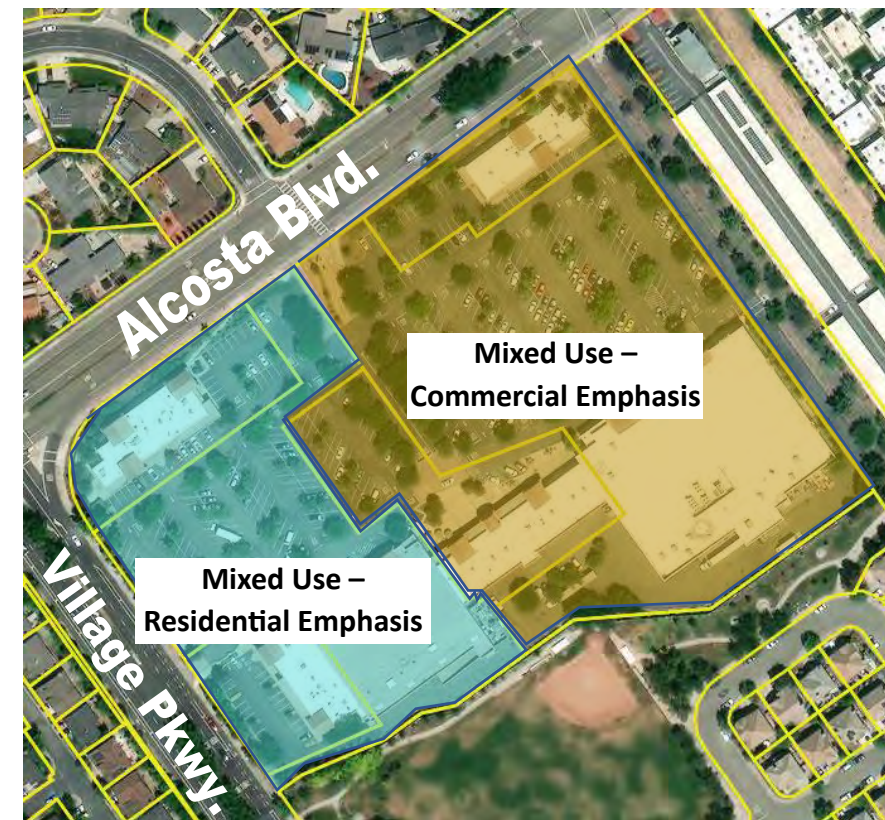 Alcosta Blvd.
Mixed Use –
Commercial Emphasis
Mixed Use –
Residential Emphasis
Village Pkwy.